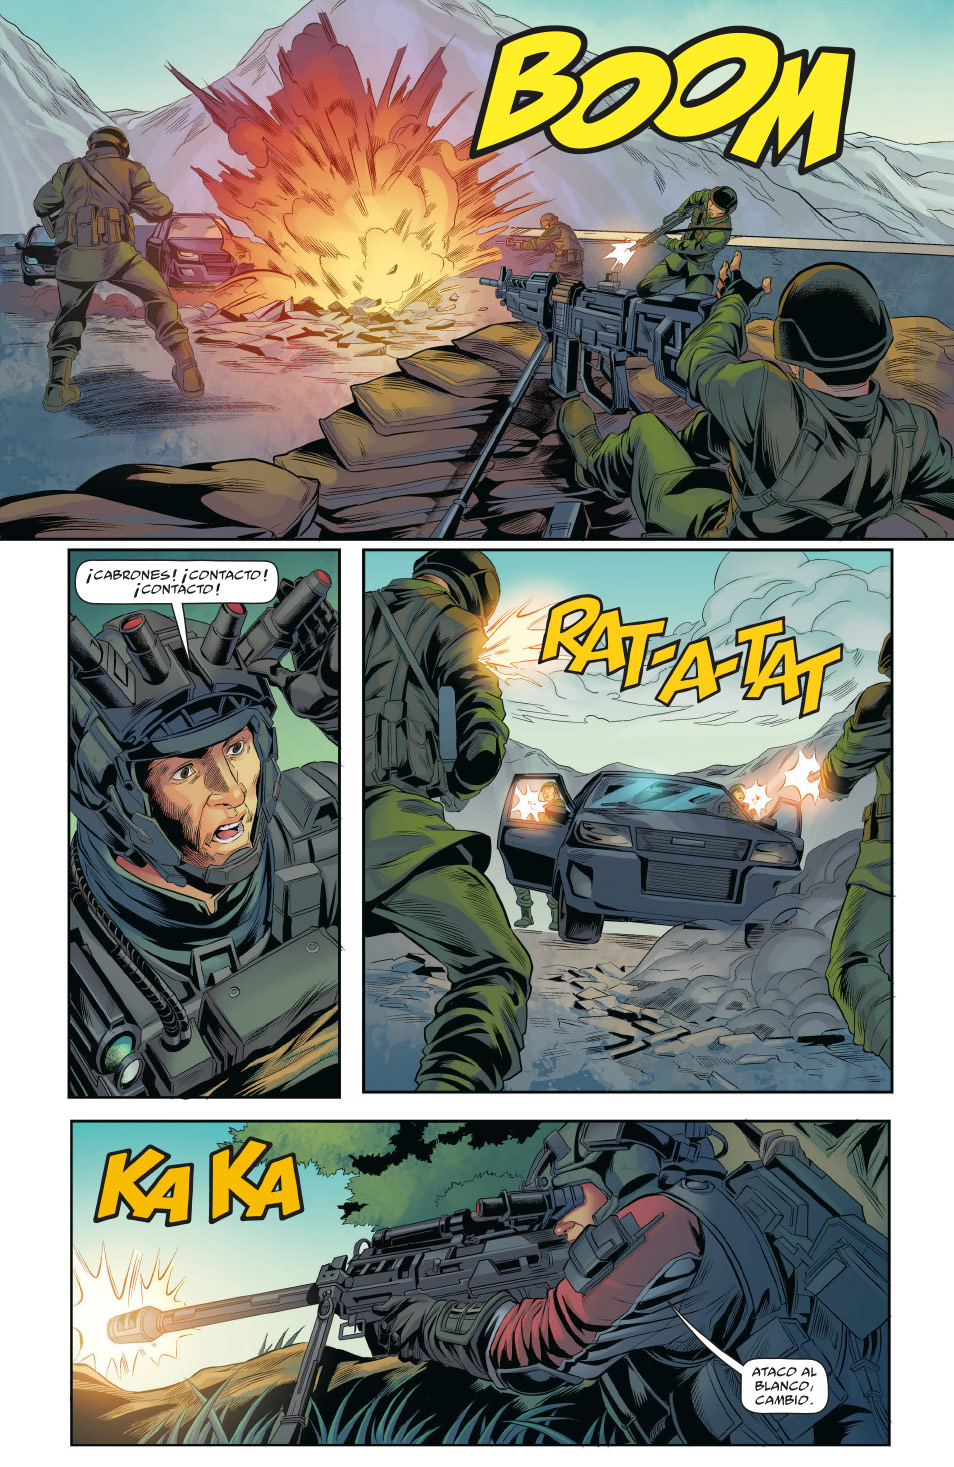 BOOM
¡CABRONES! ¡CONTACTO!
¡CONTACTO!
RAT-A-TAT
KA KA
ATACO AL
BLANCO,
CAMBIO.